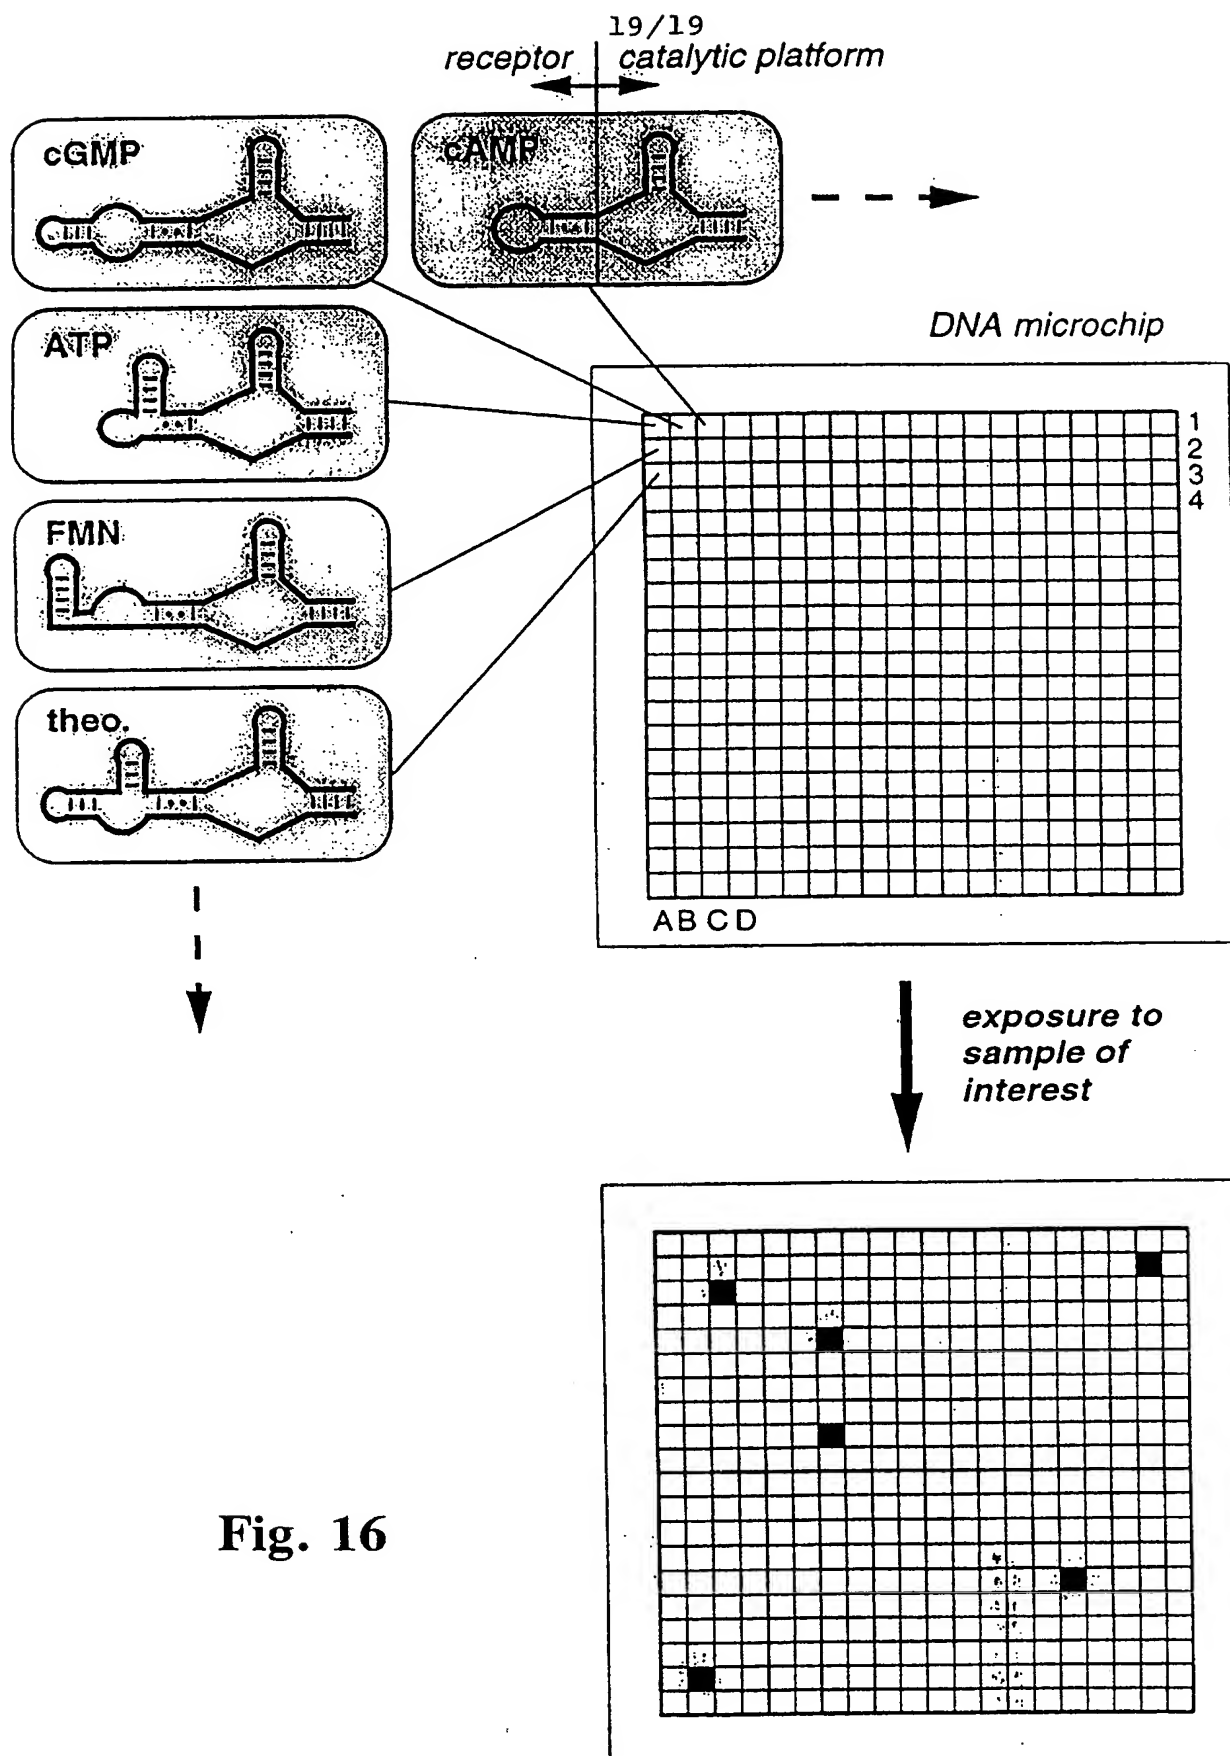 19/19
receptor catalytic platform
cGMP
cAMP
ATP
DNA microchip
1
2
3
4
FMN
theo.
A B C D
exposure to
sample of
interest
Fig. 16